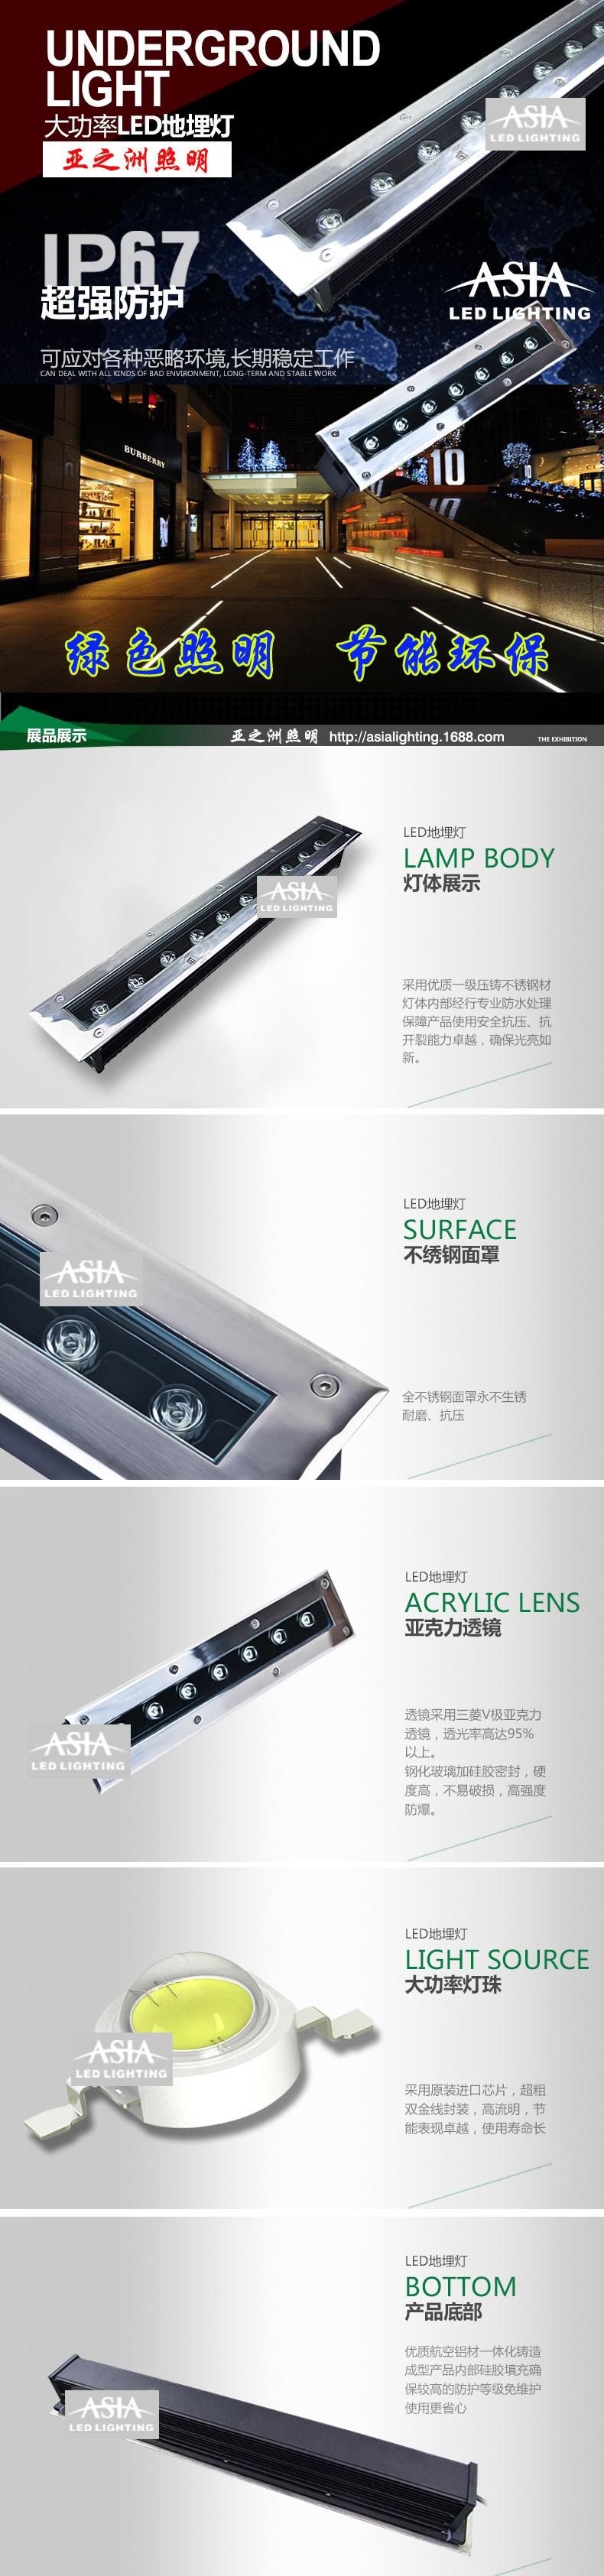 UNDERGROUND
LIGHT
大功率LED地埋灯
亚之洲照明
ASIA
LED LIGHTING
IP67
超强防护
ASIA
LED LIGHTING
可应对各种恶略环境,长期稳定工作
CAN DEAL WITH ALL KINDS OF BAD ENVIRONMENT, LONG-TERM AND STABLE WORK
BURBERRY
10
绿色照明 节能环保
展品展示 亚之洲照明 http://asialighting.1688.com THE EXHIBITION
LED地埋灯
LAMP BODY
灯体展示
ASIA
LED LIGHTING
采用优质一级压铸不锈钢材
灯体内部经行专业防水处理
保障产品使用安全抗压、抗
开裂能力卓越，确保光亮如
新。
LED地埋灯
SURFACE
不绣钢面罩
ASIA
LED LIGHTING
全不锈钢面罩永不生锈
耐磨、抗压
LED地埋灯
ACRYLIC LENS
亚克力透镜
透镜采用三菱V极亚克力
透镜，透光率高达95%
以上。
ASIA
LED LIGHTING
钢化玻璃加硅胶密封，硬
度高，不易破损，高强度
防爆。
LED地埋灯
LIGHT SOURCE
大功率灯珠
ASIA
LED LIGHTING
采用原装进口芯片，超粗
双金线封装，高流明，节
能表现卓越，使用寿命长
LED地埋灯
BOTTOM
产品底部
优质航空铝材一体化铸造
成型产品内部硅胶填充确
保较高的防护等级免维护
使用更省心
ASIA
LED LIGHTING